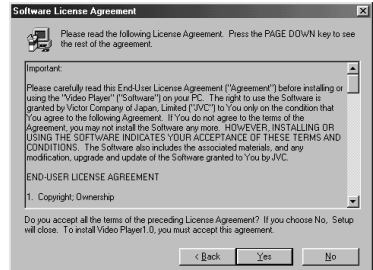 Software License Agreement
Please read the following License Agreement. Press the PAGE DOWN key to see
the rest of the agreement.
Important:
Please carefully read this End-User License Agreement ("Agreement") before installing or
using the "Video Player" ("Software") on your PC. The right to use the Software is
granted by Victor Company of Japan, Limited ("JVC") to You only on the condition that
You agree to the following Agreement. If You do not agree to the terms of the
Agreement, you may not install the Software any more. HOWEVER, INSTALLING OR
USING THE SOFTWARE INDICATES YOUR ACCEPTANCE OF THESE TERMS AND
CONDITIONS. The Software also includes the associated materials, and any
modification, upgrade and update of the Software granted to You by JVC.
END-USER LICENSE AGREEMENT
1. Copyright; Ownership
Do you accept all the terms of the preceding License Agreement? If you choose No, Setup
will close. To install Video Player1.0, you must accept this agreement.
< Back Yes No